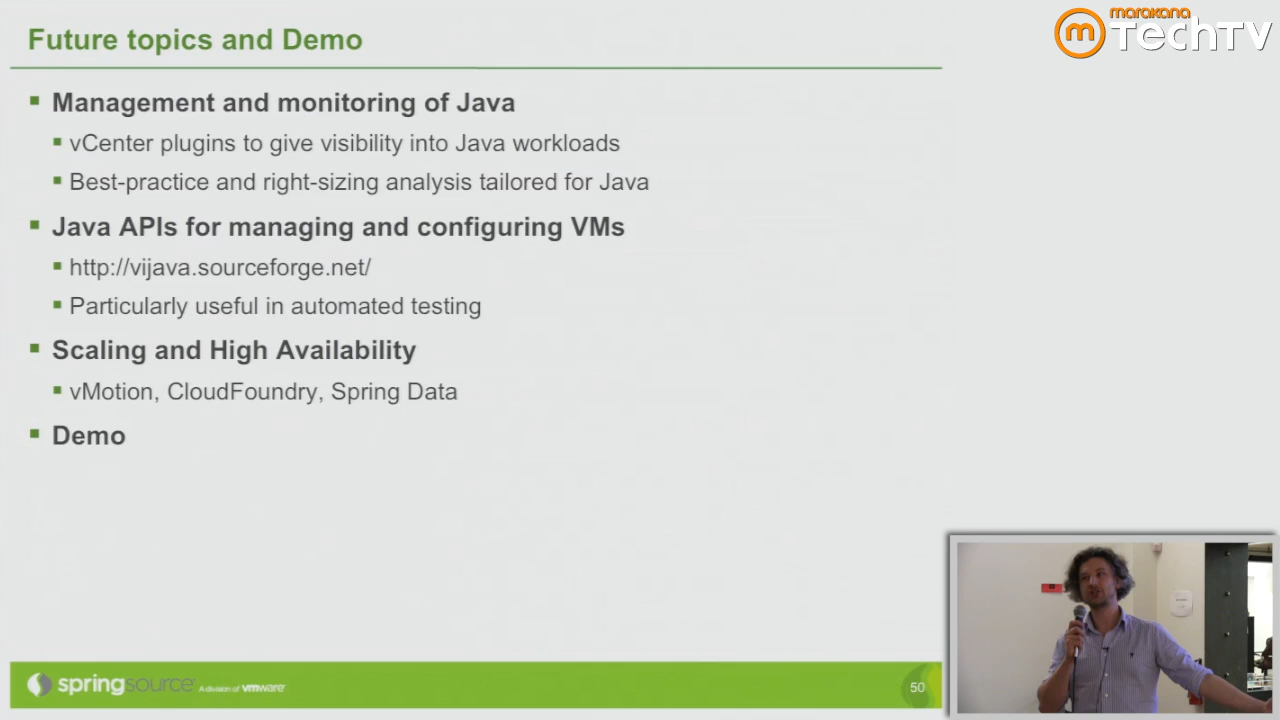 Future topics and Demo
marakana
m TechTV
Management and monitoring of Java
vCenter plugins to give visibility into Java workloads
Best-practice and right-sizing analysis tailored for Java
Java APIs for managing and configuring VMs
http://vijava.sourceforge.net/
Particularly useful in automated testing
Scaling and High Availability
vMotion, CloudFoundry, Spring Data
Demo
springsource A division of vmware
50